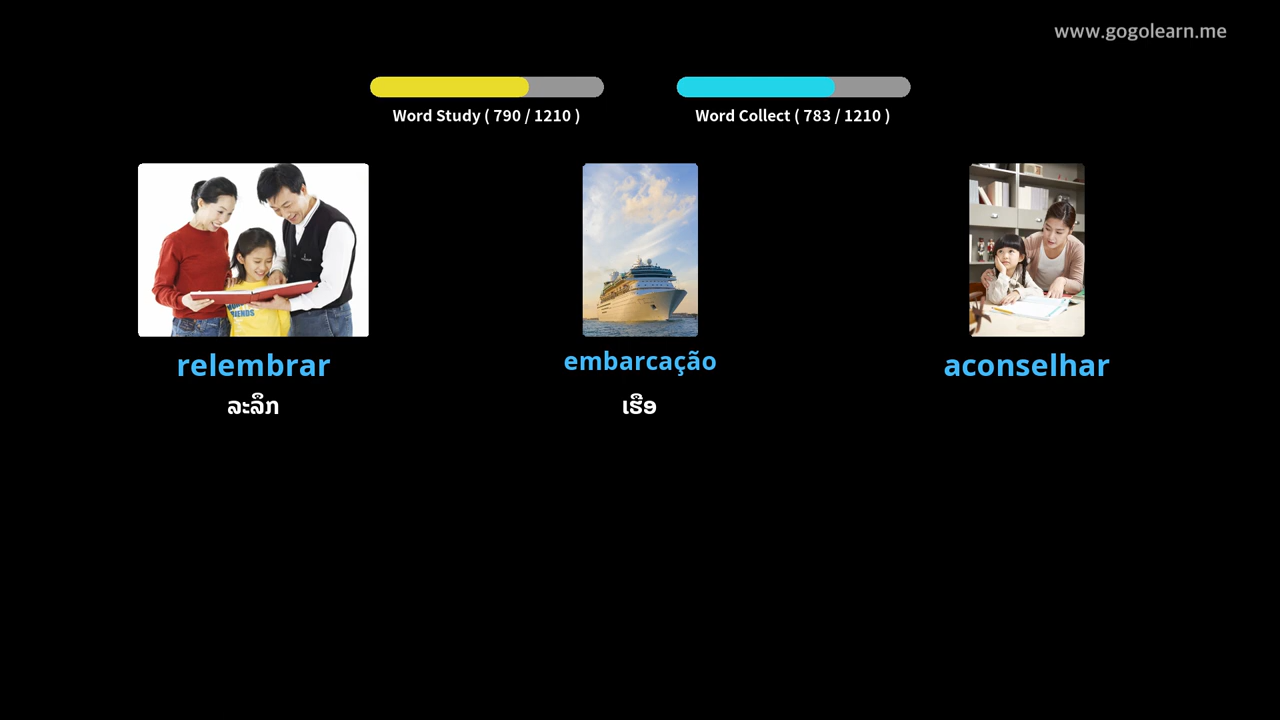 www.gogolearn.me
Word Study ( 790 / 1210 )
Word Collect ( 783 / 1210 )
relembrar
embarcação
aconselhar
ລະລຶກ
ເຮືອ